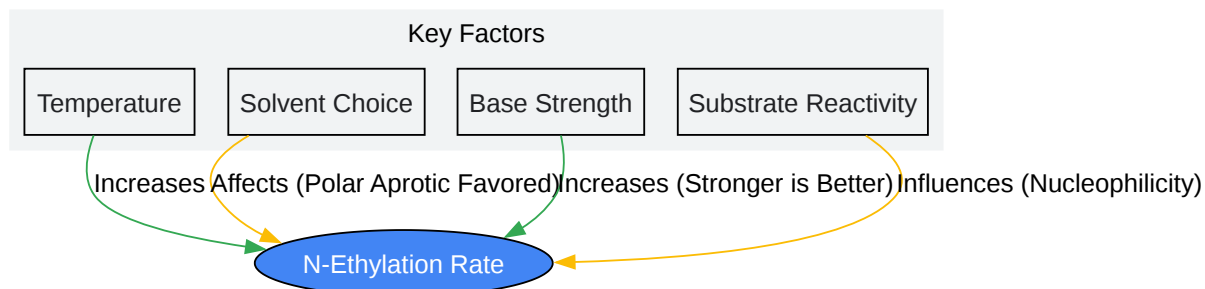 Key Factors
Temperature
Solvent Choice
Base Strength
Substrate Reactivity
Increases
Affects (Polar Aprotic Favored)
Increases (Stronger is Better)
Influences (Nucleophilicity)
N-Ethylation Rate